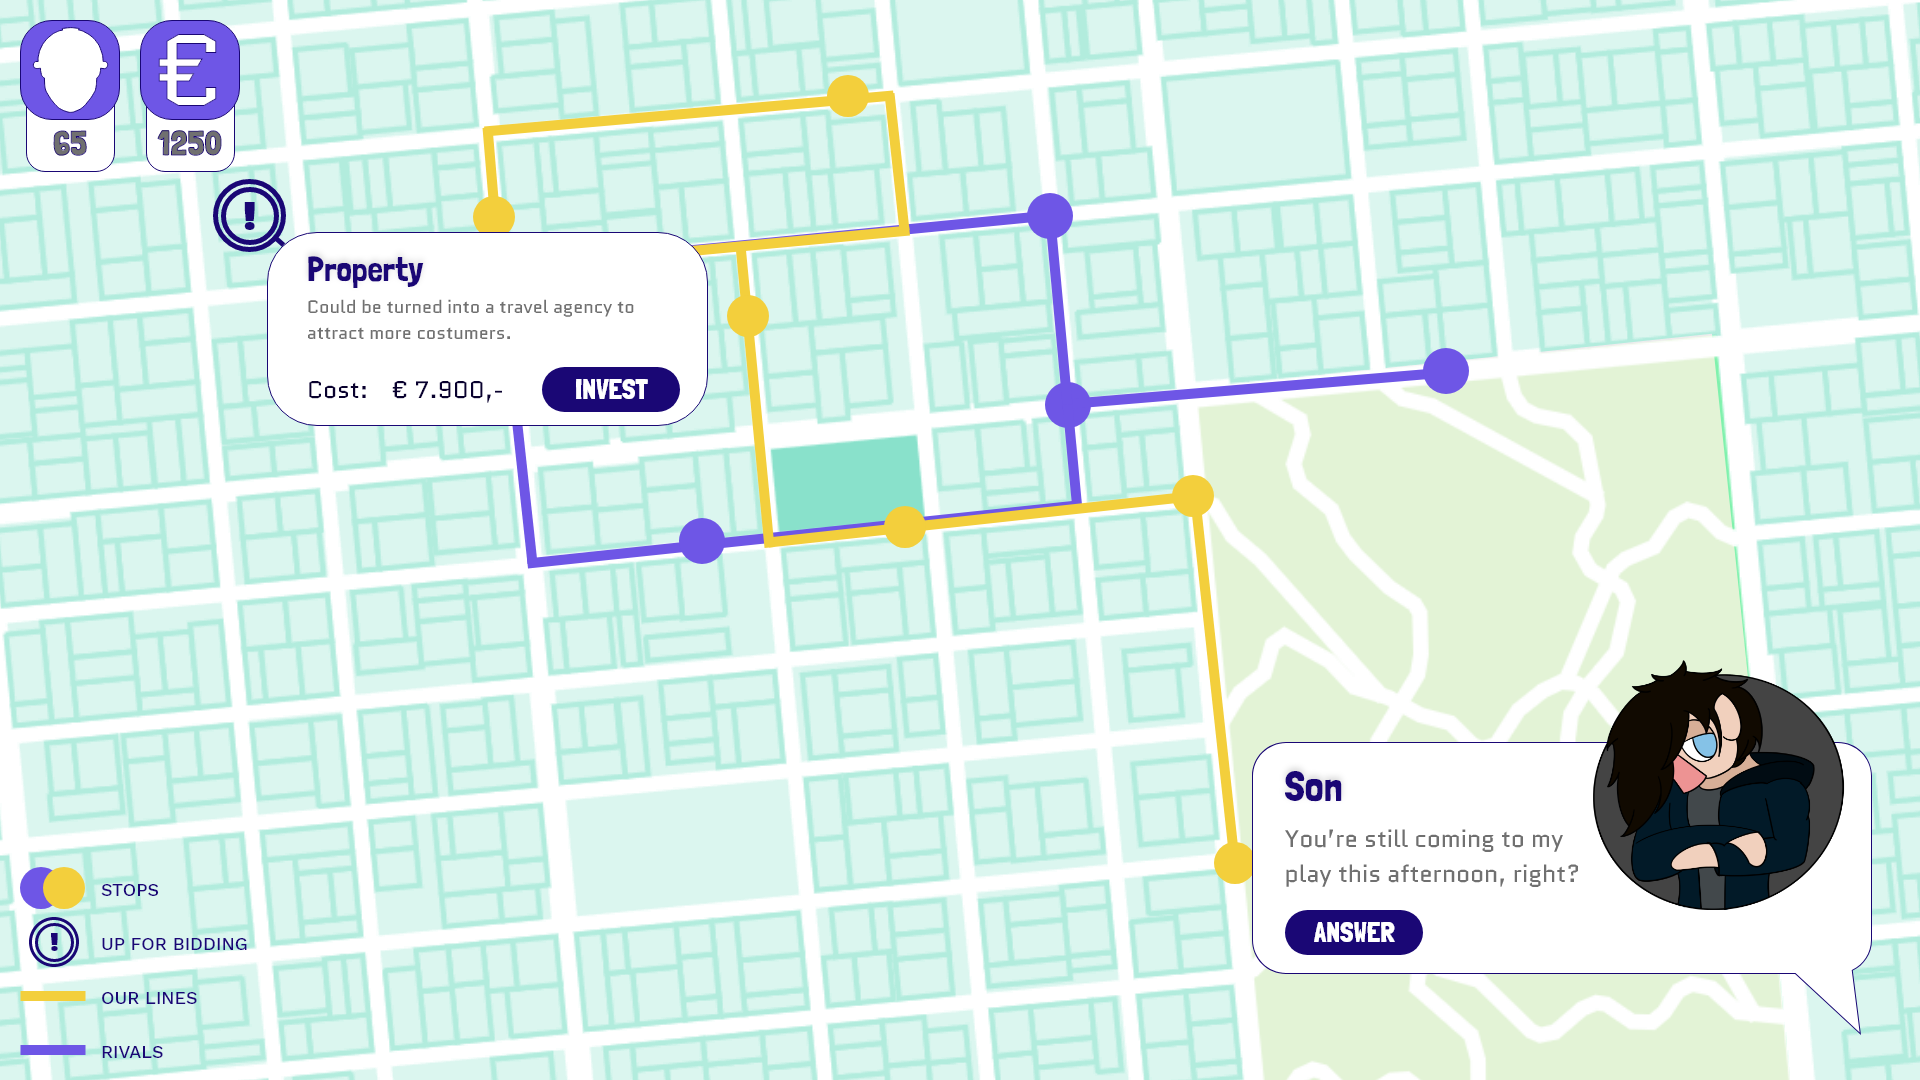 65
1250
!
Property
Could be turned into a travel agency to
attract more costumers.
Cost: € 7.900,-
INVEST
Son
You're still coming to my
play this afternoon, right?
ANSWER
STOPS
! UP FOR BIDDING
OUR LINES
RIVALS